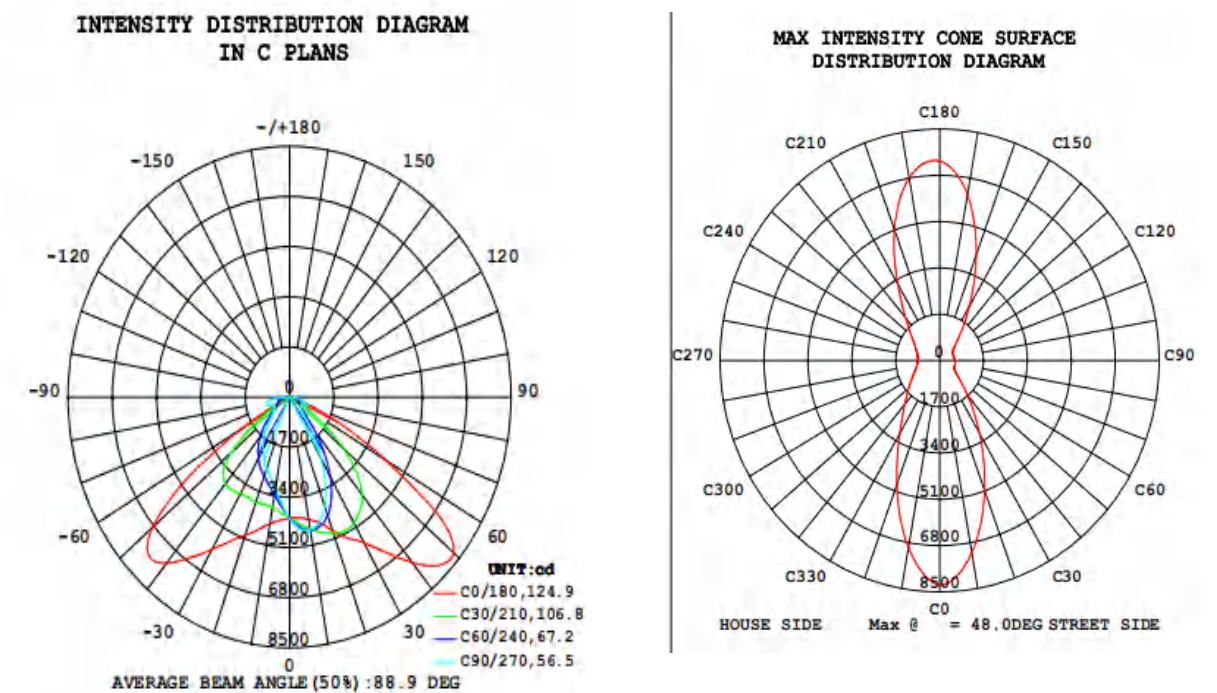 INTENSITY DISTRIBUTION DIAGRAM
IN C PLANS
-/+180
-150
150
-120
120
-90
0
90
1700
3400
-60
5100
60
6800
-30
30
8500
0
UNIT:cd
C0/180,124.9
C30/210,106.8
C60/240,67.2
C90/270,56.5
AVERAGE BEAM ANGLE(50%):88.9 DEG
MAX INTENSITY CONE SURFACE
DISTRIBUTION DIAGRAM
C180
C210
C150
C240
C120
C270
0
C90
1700
3400
C300
5100
C60
6800
C330
8500
C30
C0
HOUSE SIDE
Max @ = 48.0DEG STREET SIDE